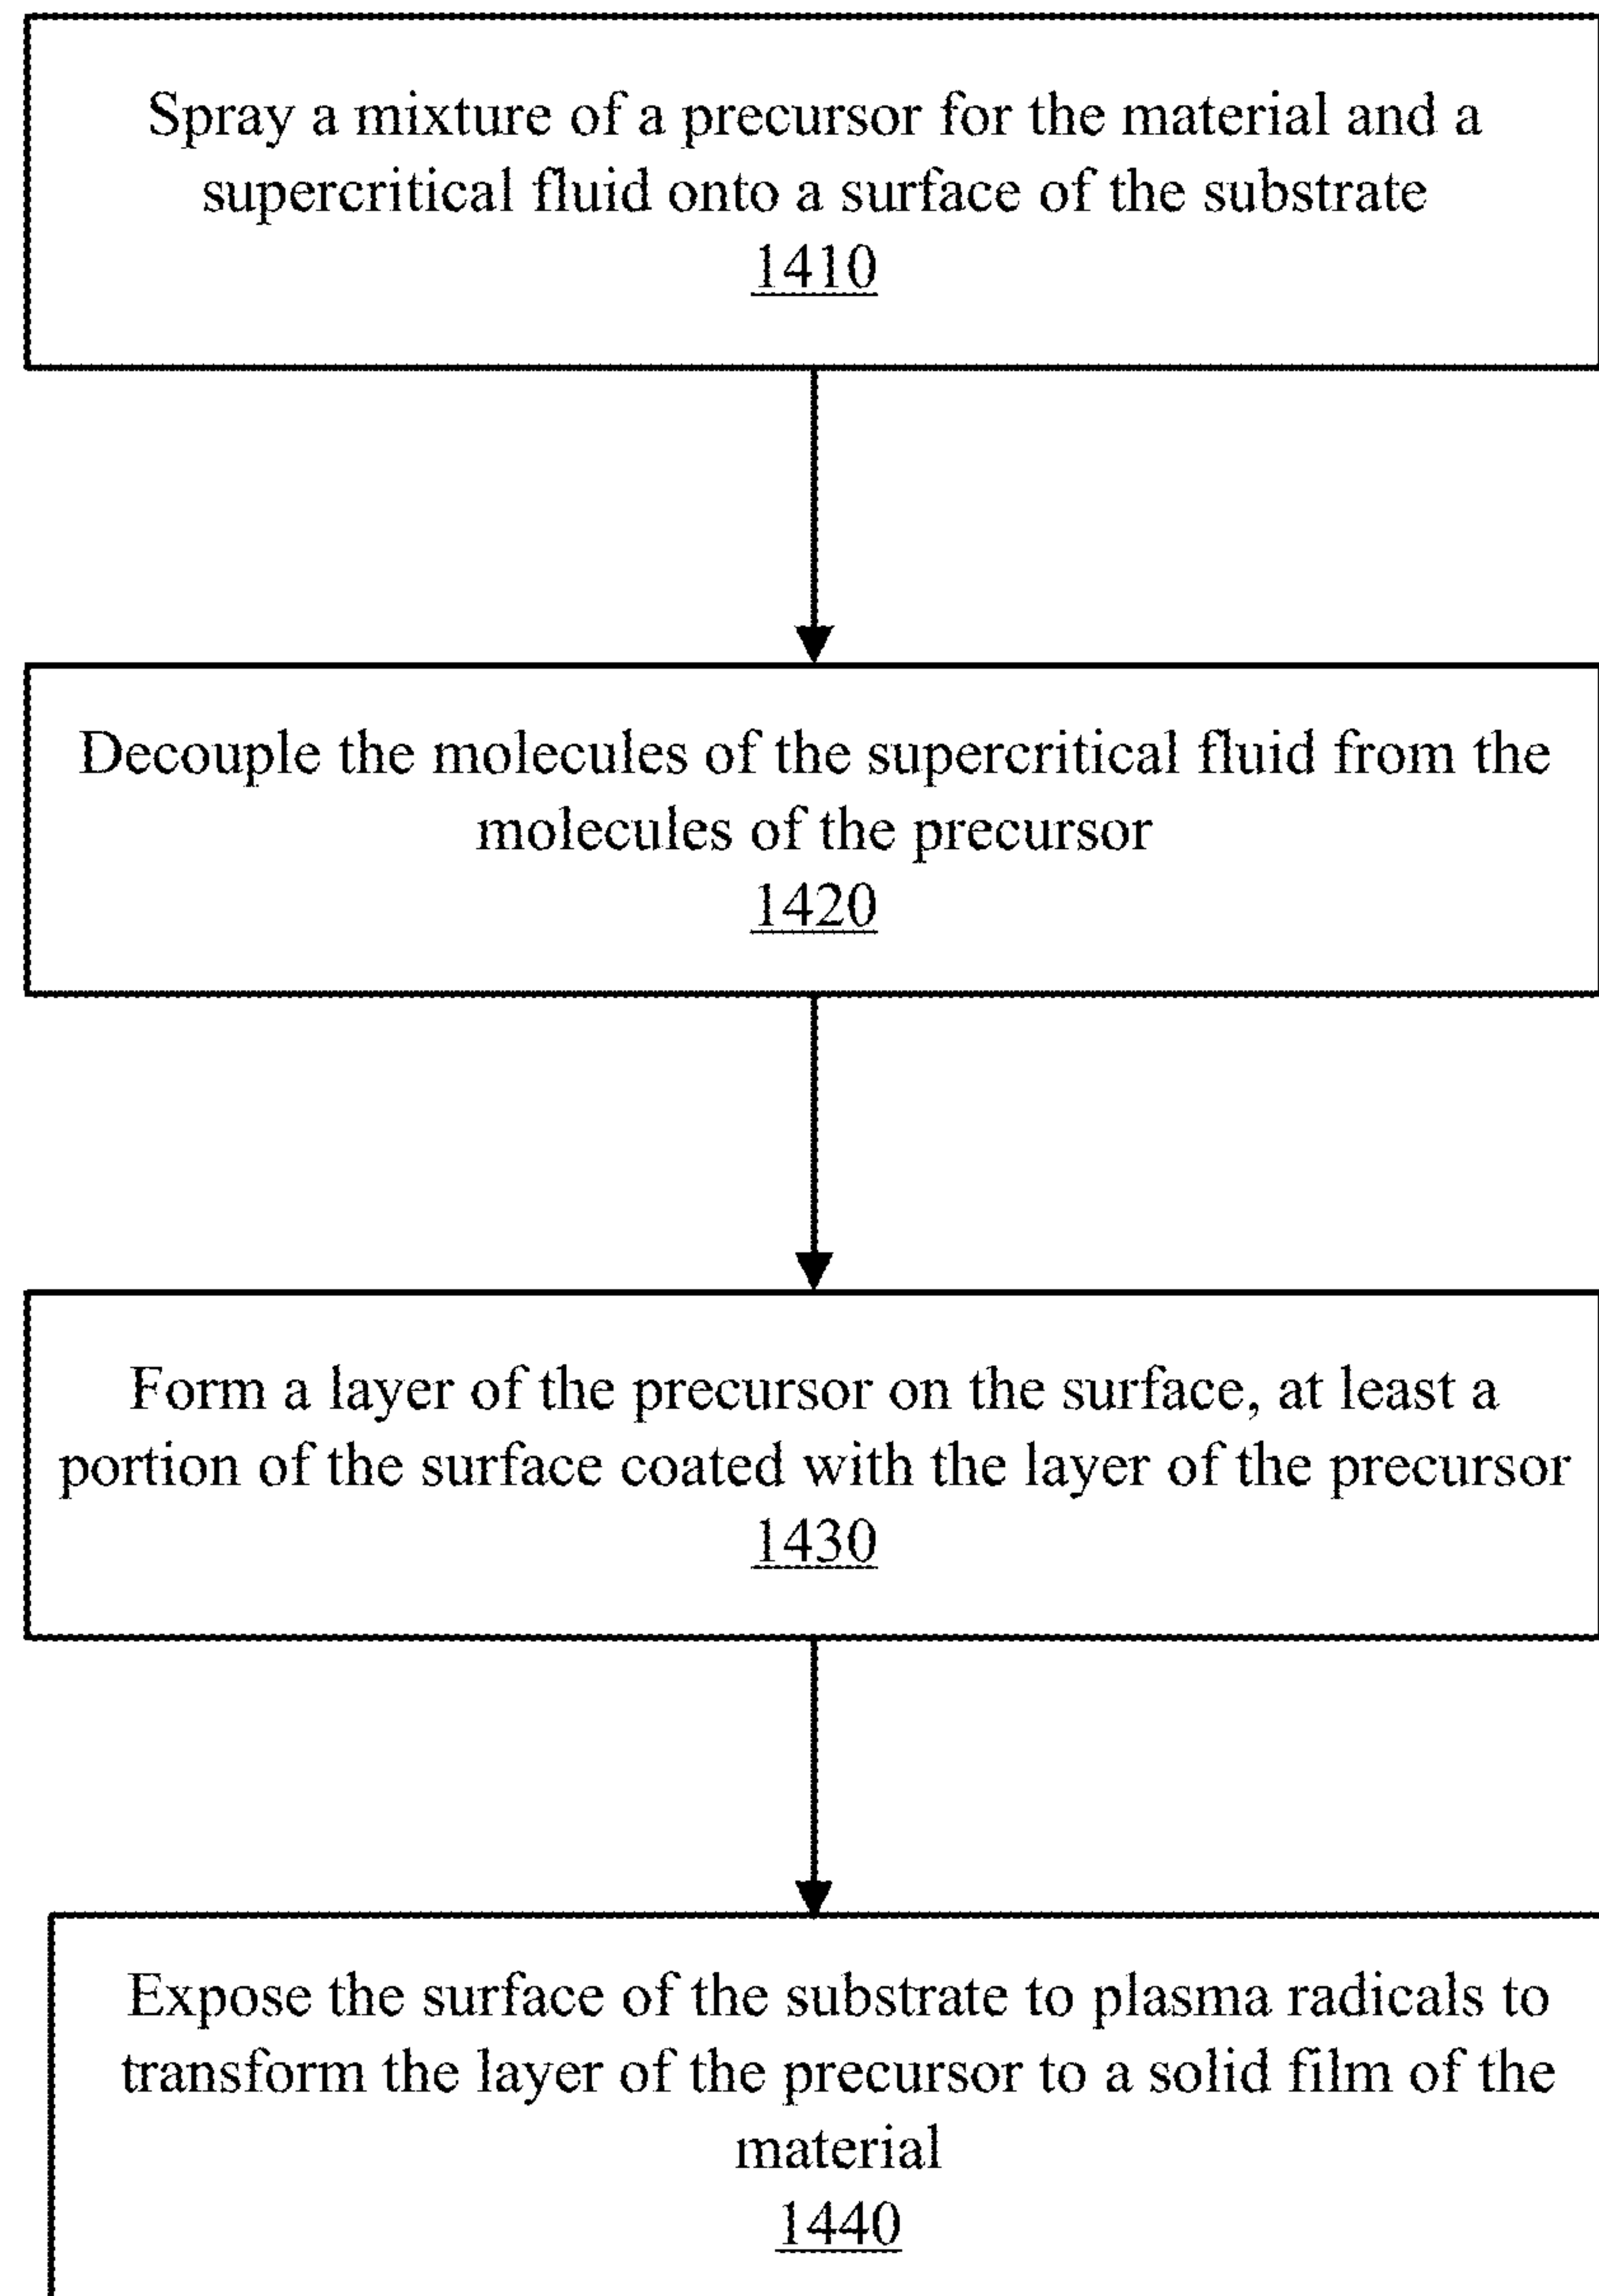 Spray a mixture of a precursor for the material and a
supercritical fluid onto a surface of the substrate
1410
Decouple the molecules of the supercritical fluid from the
molecules of the precursor
1420
Form a layer of the precursor on the surface, at least a
portion of the surface coated with the layer of the precursor
1430
Expose the surface of the substrate to plasma radicals to
transform the layer of the precursor to a solid film of the
material
1440